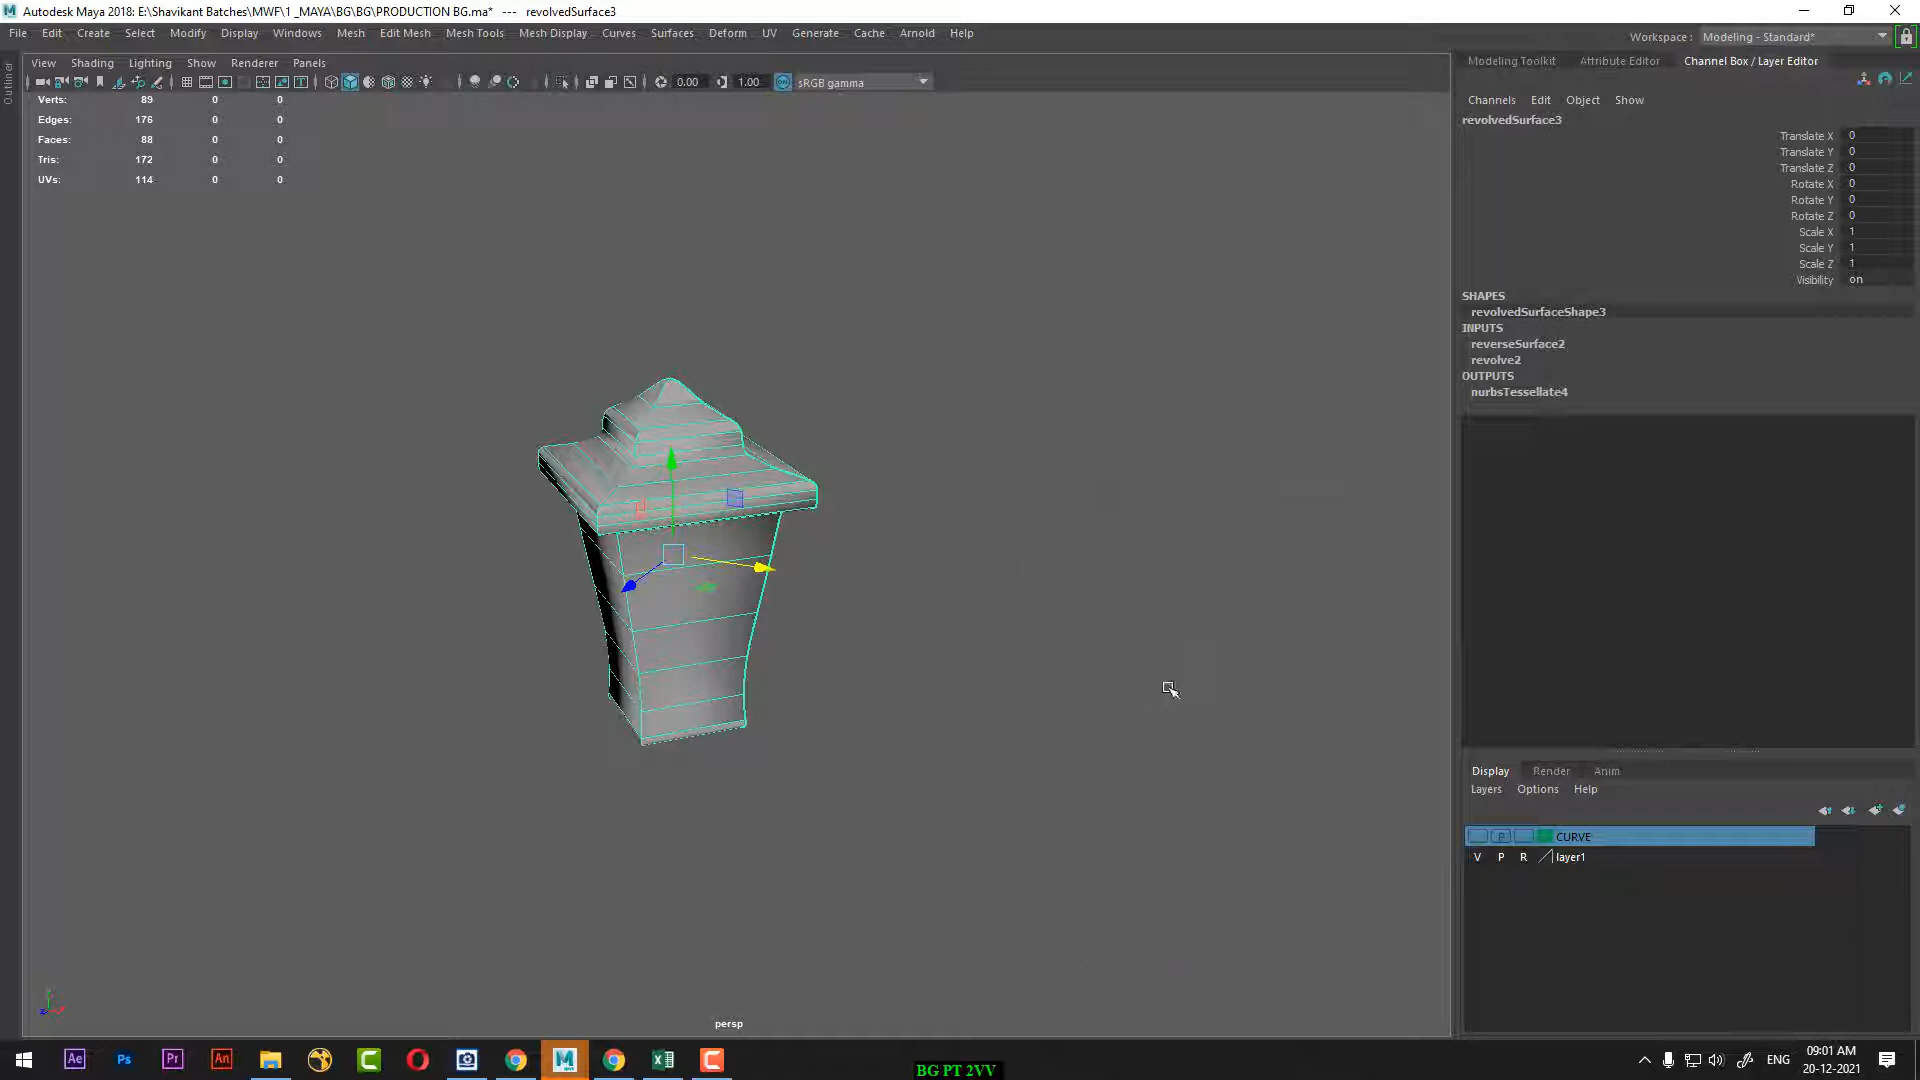 Autodesk Maya 2018: E:\Shavikant Batches\MWF\1 _MAYA\BG\BG\PRODUCTION BG.ma* --- revolvedSurface3
File Edit Create Select Modify Display Windows Mesh Edit Mesh Mesh Tools Mesh Display Curves Surfaces Deform UV Generate Cache Arnold Help
Workspace : Modeling - Standard*
View Shading Lighting Show Renderer Panels
Modeling Toolkit Attribute Editor Channel Box / Layer Editor
0.00 1.00 ON sRGB gamma
Outliner
Channels Edit Object Show
Verts: 89 0 0
Edges: 176 0 0
Faces: 88 0 0
Tris: 172 0 0
UVs: 114 0 0
revolvedSurface3
Translate X 0
Translate Y 0
Translate Z 0
Rotate X 0
Rotate Y 0
Rotate Z 0
Scale X 1
Scale Y 1
Scale Z 1
Visibility on
SHAPES
revolvedSurfaceShape3
INPUTS
reverseSurface2
revolve2
OUTPUTS
nurbsTessellate4
Display Render Anim
Layers Options Help
P CURVE
V P R layer1
persp
Ae Ps Pr An
BG PT 2VV
ENG
09:01 AM
20-12-2021